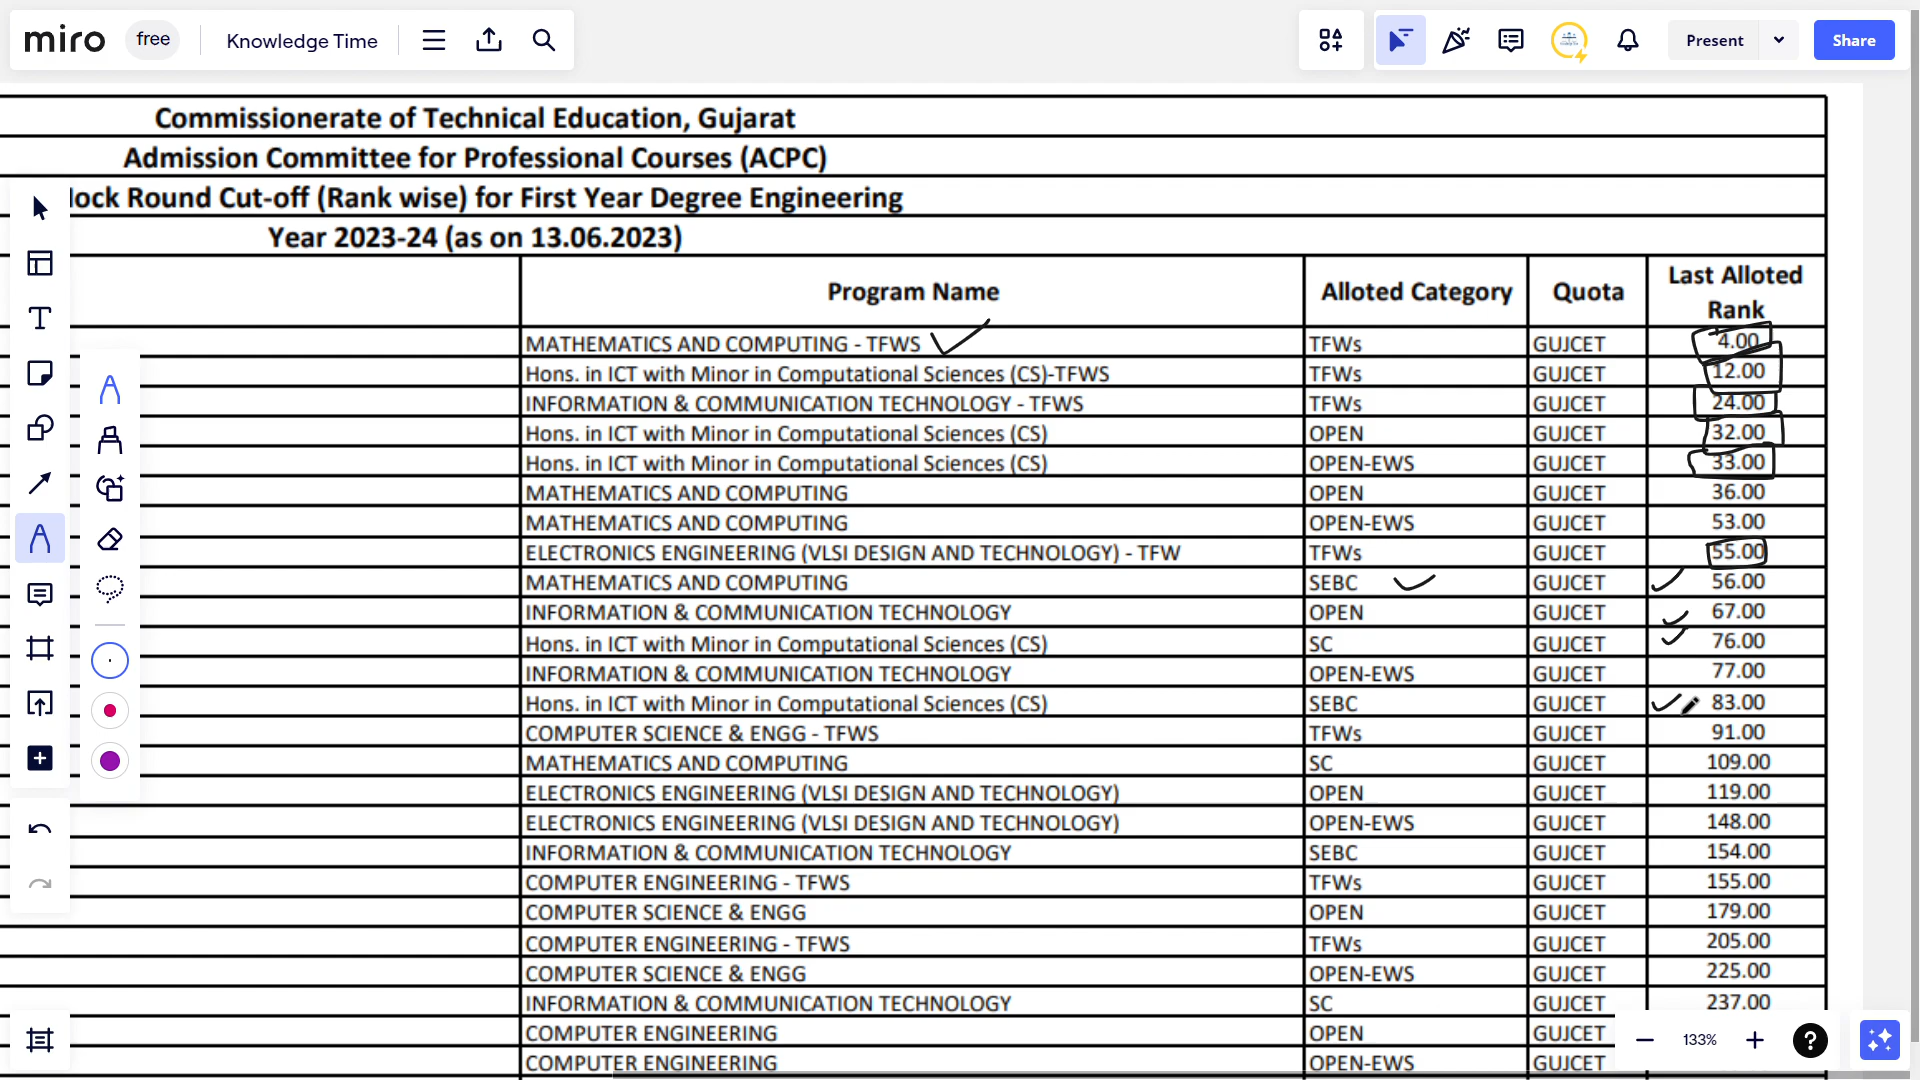 miro free Knowledge Time Present Share
Commissionerate of Technical Education, Gujarat
Admission Committee for Professional Courses (ACPC)
lock Round Cut-off (Rank wise) for First Year Degree Engineering
Year 2023-24 (as on 13.06.2023)
Program Name Alloted Category Quota Last Alloted Rank
MATHEMATICS AND COMPUTING - TFWS TFWs GUJCET 4.00
Hons. in ICT with Minor in Computational Sciences (CS)-TFWS TFWs GUJCET 12.00
INFORMATION & COMMUNICATION TECHNOLOGY - TFWS TFWs GUJCET 24.00
Hons. in ICT with Minor in Computational Sciences (CS) OPEN GUJCET 32.00
Hons. in ICT with Minor in Computational Sciences (CS) OPEN-EWS GUJCET 33.00
MATHEMATICS AND COMPUTING OPEN GUJCET 36.00
MATHEMATICS AND COMPUTING OPEN-EWS GUJCET 53.00
ELECTRONICS ENGINEERING (VLSI DESIGN AND TECHNOLOGY) - TFW TFWs GUJCET 55.00
MATHEMATICS AND COMPUTING SEBC GUJCET 56.00
INFORMATION & COMMUNICATION TECHNOLOGY OPEN GUJCET 67.00
Hons. in ICT with Minor in Computational Sciences (CS) SC GUJCET 76.00
INFORMATION & COMMUNICATION TECHNOLOGY OPEN-EWS GUJCET 77.00
Hons. in ICT with Minor in Computational Sciences (CS) SEBC GUJCET 83.00
COMPUTER SCIENCE & ENGG - TFWS TFWs GUJCET 91.00
MATHEMATICS AND COMPUTING SC GUJCET 109.00
ELECTRONICS ENGINEERING (VLSI DESIGN AND TECHNOLOGY) OPEN GUJCET 119.00
ELECTRONICS ENGINEERING (VLSI DESIGN AND TECHNOLOGY) OPEN-EWS GUJCET 148.00
INFORMATION & COMMUNICATION TECHNOLOGY SEBC GUJCET 154.00
COMPUTER ENGINEERING - TFWS TFWs GUJCET 155.00
COMPUTER SCIENCE & ENGG OPEN GUJCET 179.00
COMPUTER ENGINEERING - TFWS TFWs GUJCET 205.00
COMPUTER SCIENCE & ENGG OPEN-EWS GUJCET 225.00
INFORMATION & COMMUNICATION TECHNOLOGY SC GUJCET 237.00
COMPUTER ENGINEERING OPEN GUJCET
COMPUTER ENGINEERING OPEN-EWS GUJCET
133%